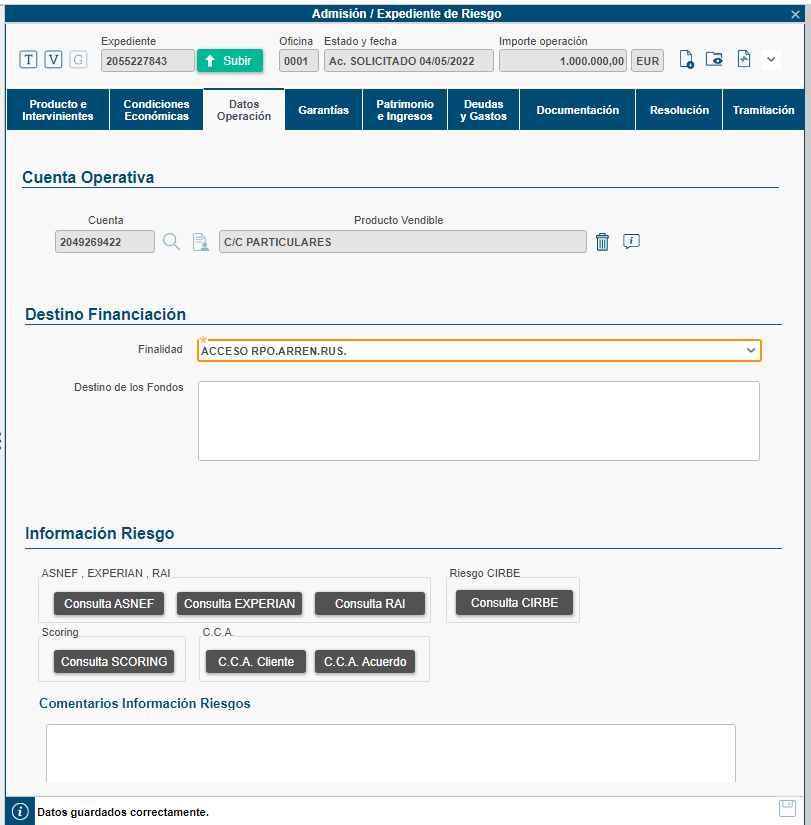 Admisión / Expediente de Riesgo
T V G
Expediente
2055227843
Subir
Oficina
0001
Estado y fecha
Ac. SOLICITADO 04/05/2022
Importe operación
1.000.000,00
EUR
Producto e
Intervinientes
Condiciones
Económicas
Datos
Operación
Garantías
Patrimonio
e Ingresos
Deudas
y Gastos
Documentación
Resolución
Tramitación
Cuenta Operativa
Cuenta
2049269422
Producto Vendible
C/C PARTICULARES
Destino Financiación
Finalidad
ACCESO RPO.ARREN.RUS.
Destino de los Fondos
Información Riesgo
ASNEF , EXPERIAN , RAI
Consulta ASNEF
Consulta EXPERIAN
Consulta RAI
Riesgo CIRBE
Consulta CIRBE
Scoring
Consulta SCORING
C.C.A.
C.C.A. Cliente
C.C.A. Acuerdo
Comentarios Información Riesgos
Datos guardados correctamente.